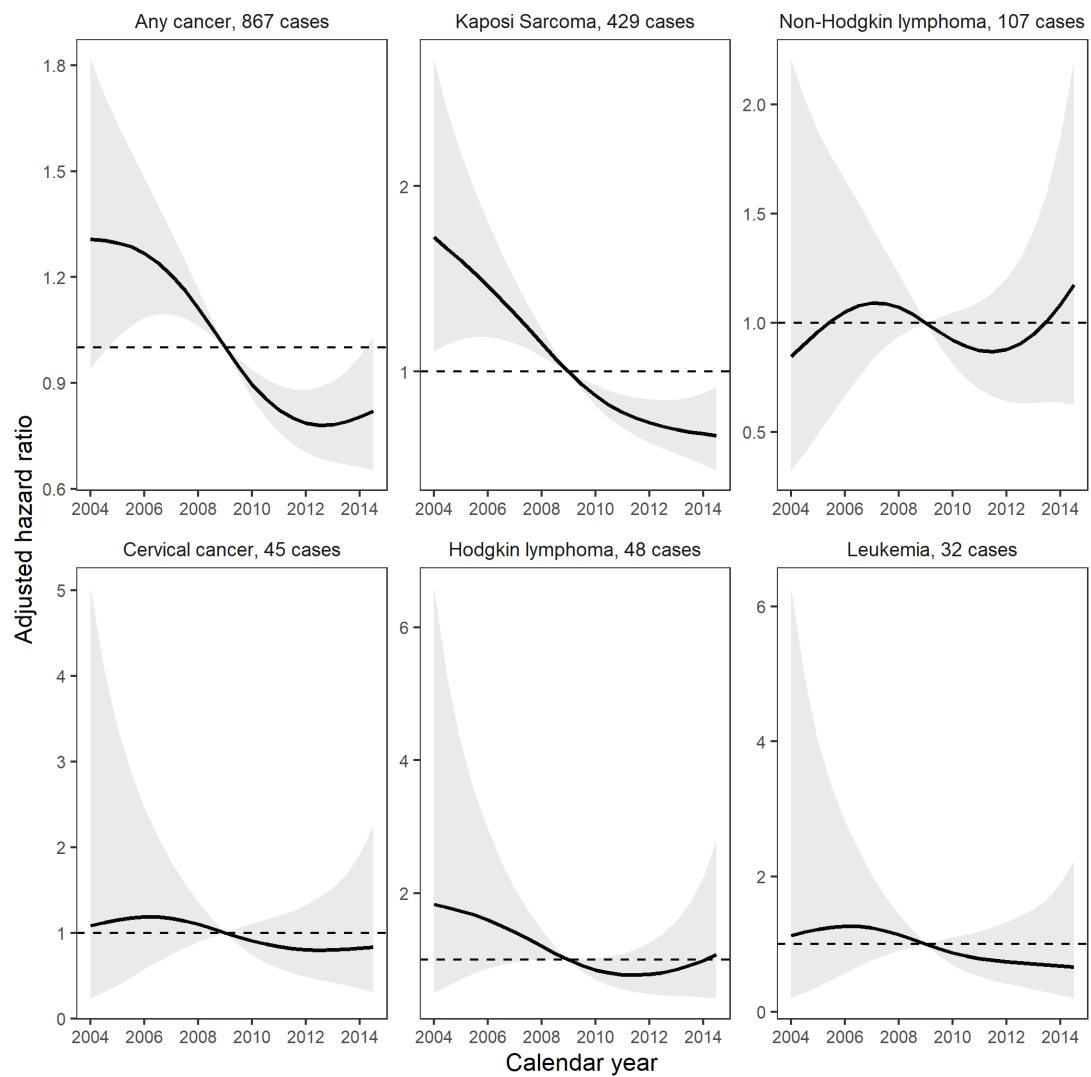 Any cancer, 867 cases
Kaposi Sarcoma, 429 cases
Non-Hodgkin lymphoma, 107 cases
1.8
1.5
1.2
0.9
0.6
2
1
2.0
1.5
1.0
0.5
2004 2006 2008 2010 2012 2014
2004 2006 2008 2010 2012 2014
2004 2006 2008 2010 2012 2014
Adjusted hazard ratio
Cervical cancer, 45 cases
Hodgkin lymphoma, 48 cases
Leukemia, 32 cases
5
4
3
2
1
0
6
4
2
6
4
2
0
2004 2006 2008 2010 2012 2014
2004 2006 2008 2010 2012 2014
2004 2006 2008 2010 2012 2014
Calendar year